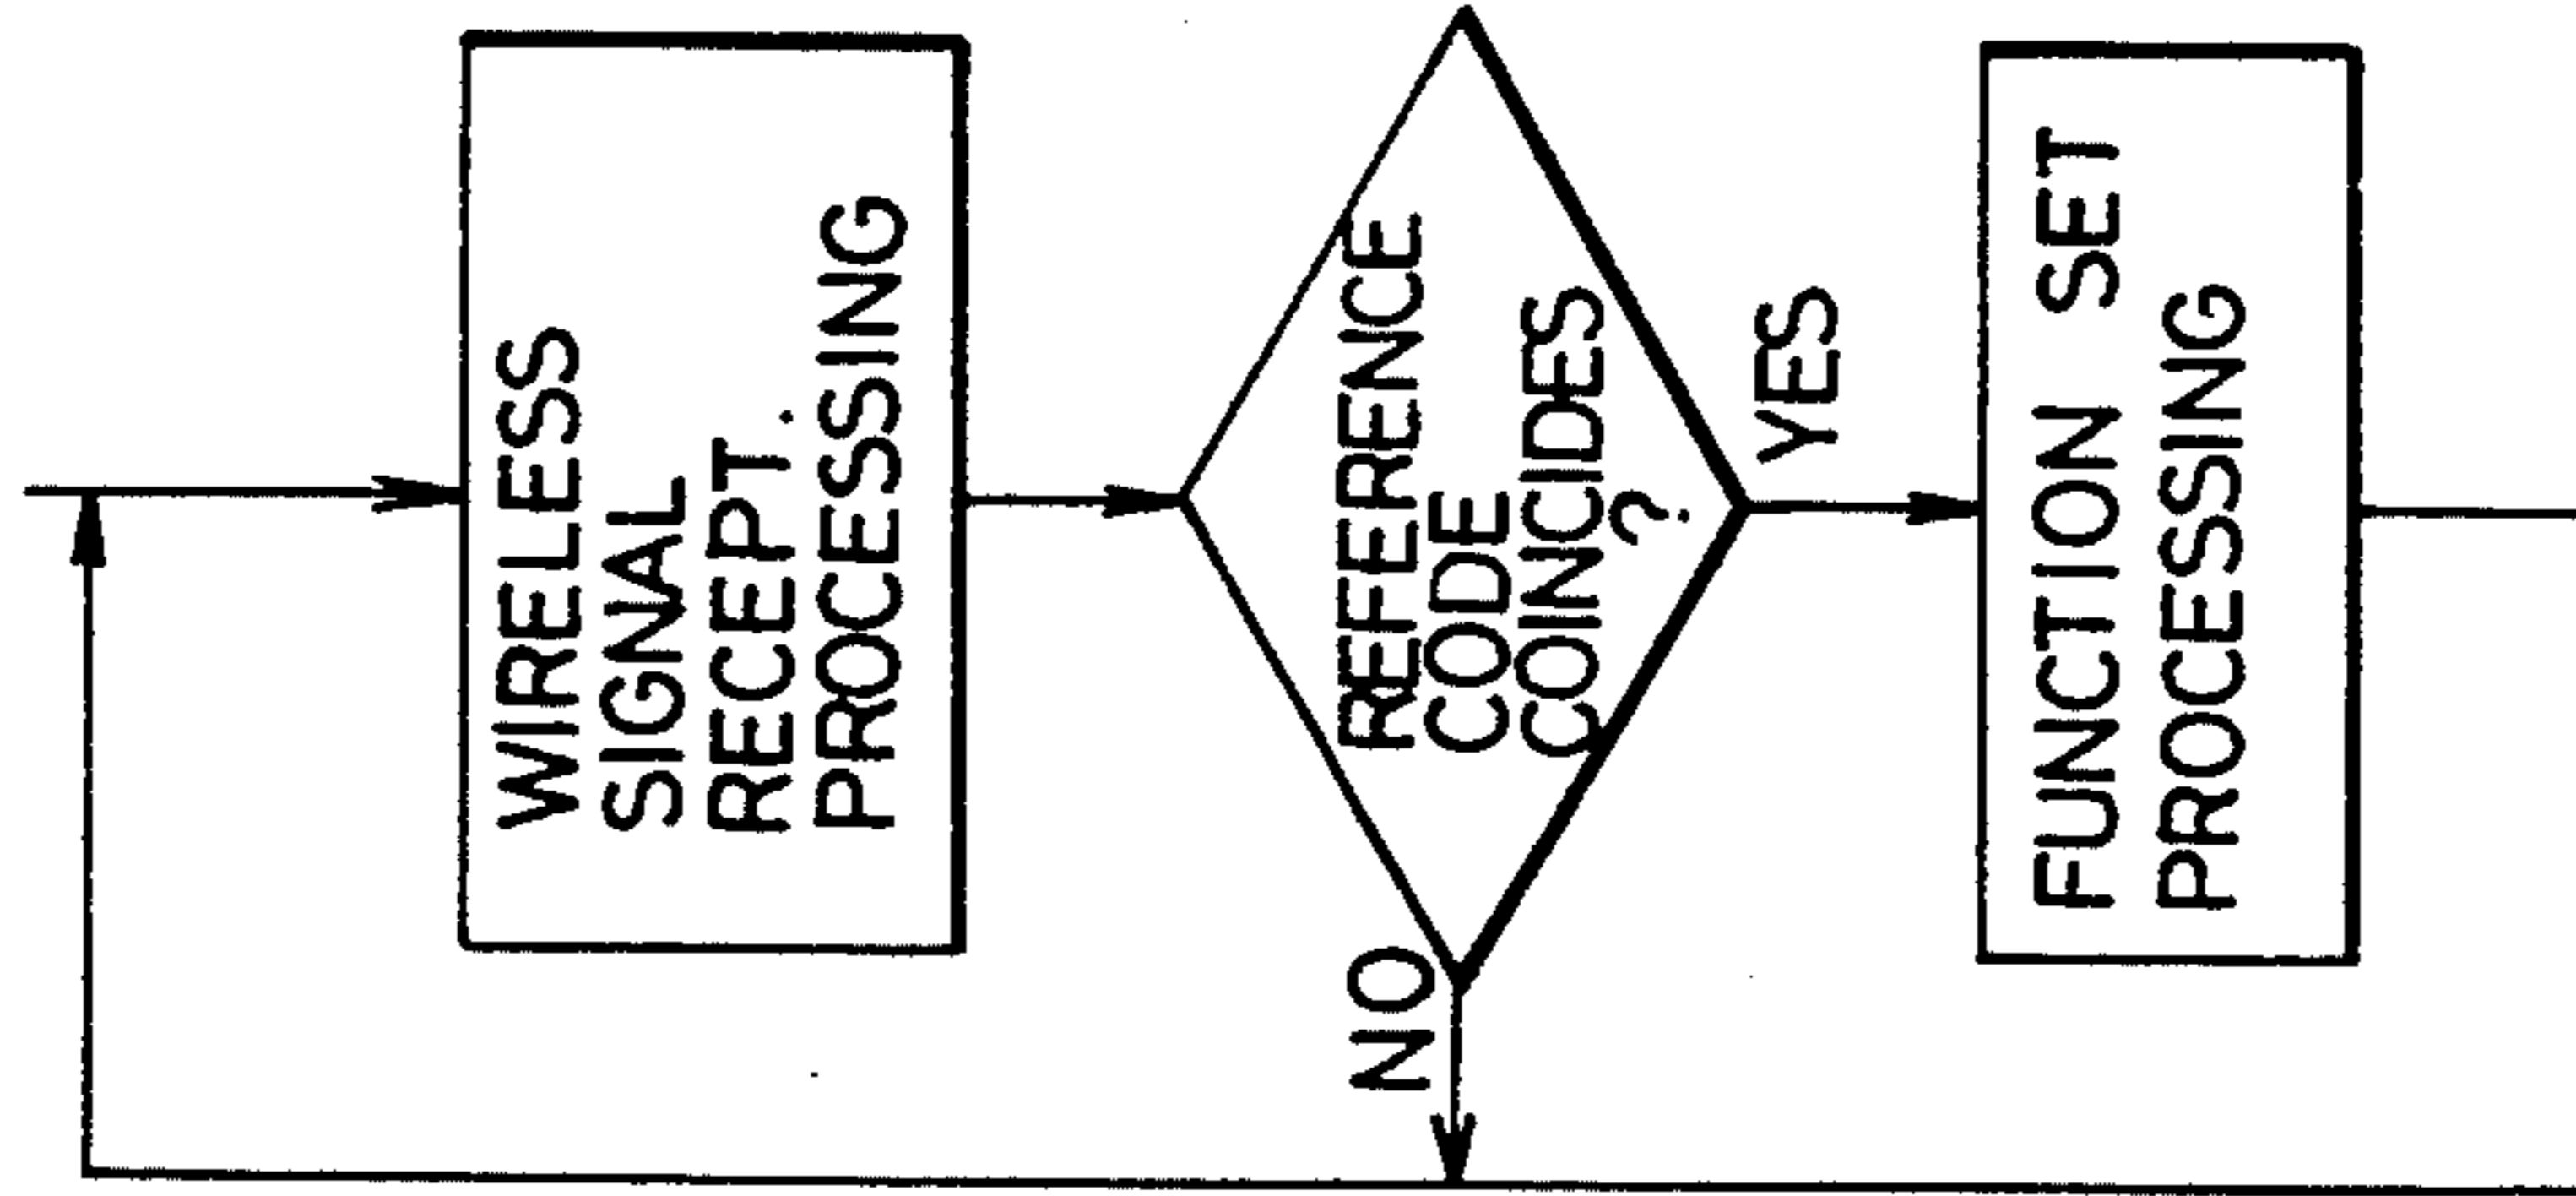 WIRELESS
SIGNAL
RECEPT.
PROCESSING
REFERENCE
CODE
COINCIDES
?
NO
YES
FUNCTION SET
PROCESSING